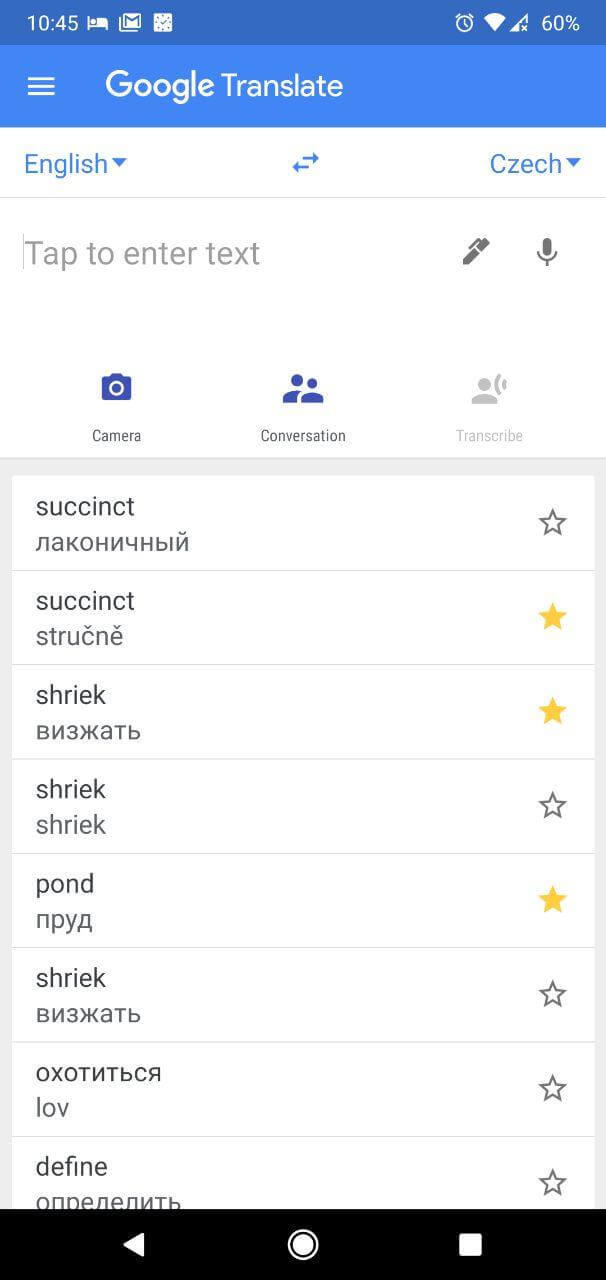 10:45 60%
Google Translate
English Czech
Tap to enter text
Camera Conversation Transcribe
succinct
лаконичный
succinct
stručně
shriek
визжать
shriek
shriek
pond
пруд
shriek
визжать
охотиться
lov
define
определить